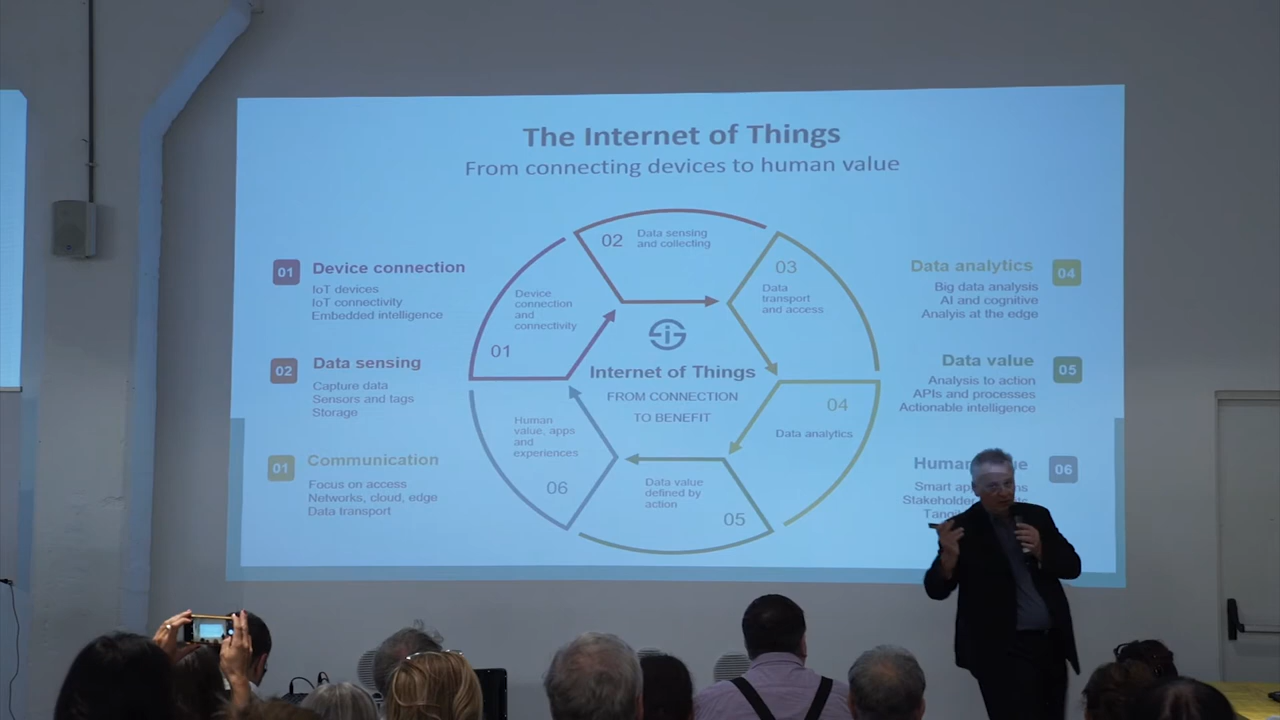 The Internet of Things
From connecting devices to human value
01 Device connection
IoT devices
IoT connectivity
Embedded intelligence
02 Data sensing
Capture data
Sensors and tags
Storage
01 Communication
Focus on access
Networks, cloud, edge
Data transport
02 Data sensing
and collecting
03
Data
transport
and access
Device
connection
and
connectivity
01
Internet of Things
FROM CONNECTION
TO BENEFIT
04
Data analytics
Human
value, apps
and
experiences
06
Data value
defined by
action
05
Data analytics 04
Big data analysis
AI and cognitive
Analyis at the edge
Data value 05
Analysis to action
APIs and processes
Actionable intelligence
Human 06
Smart
Stakeholder